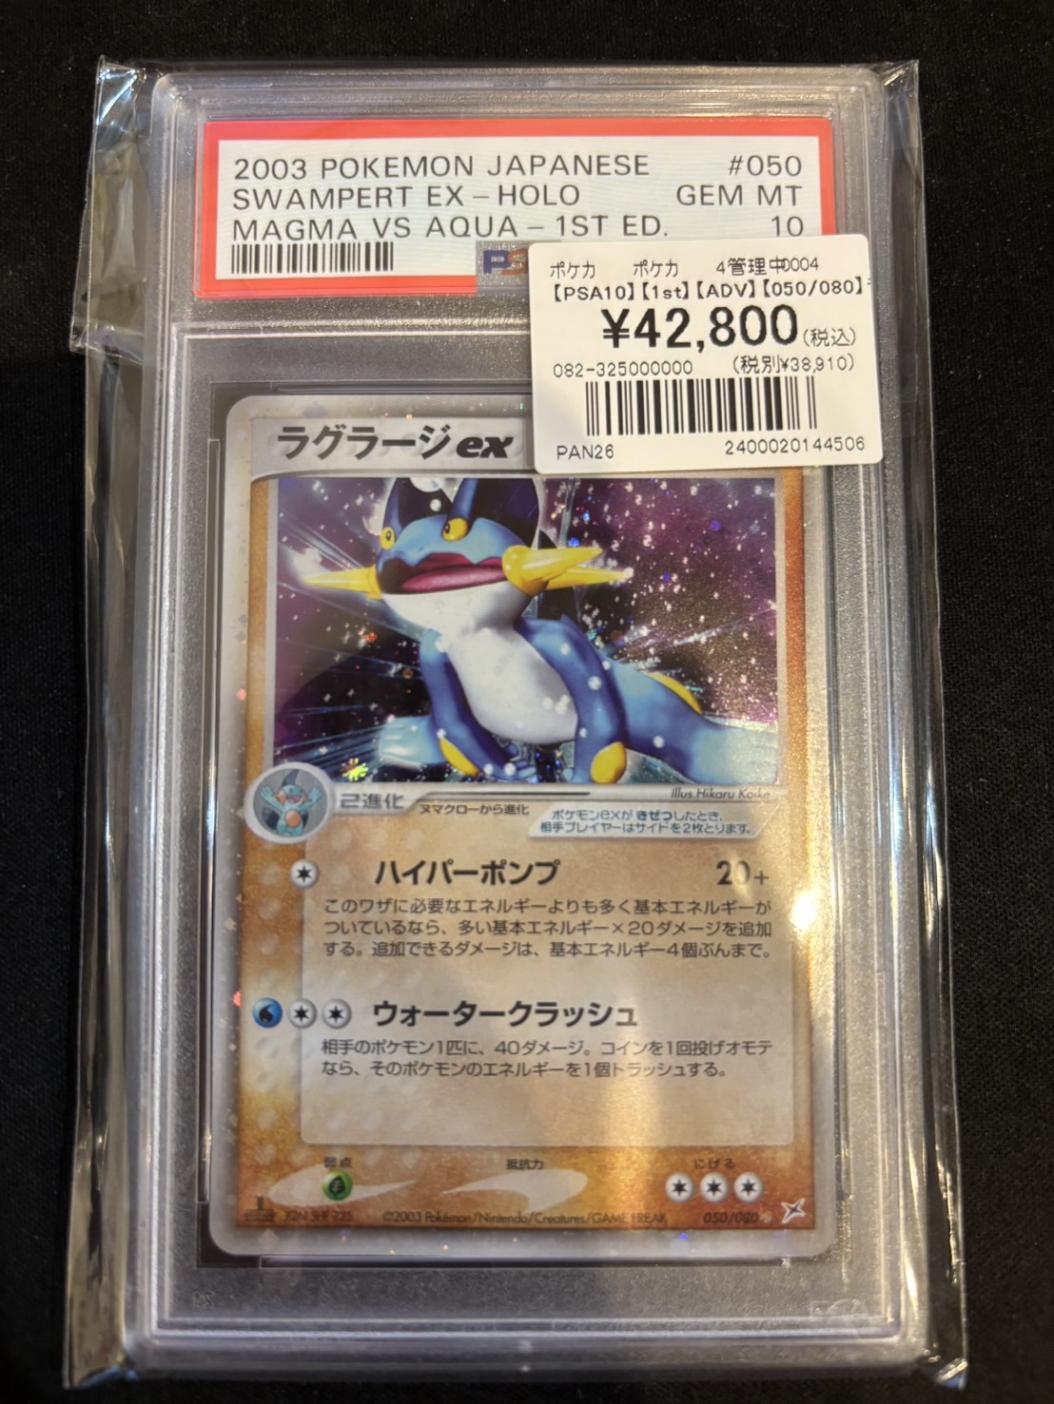 2003 POKEMON JAPANESE #050
SWAMPERT EX - HOLO GEM MT
MAGMA VS AQUA - 1ST ED. 10
ポケカ ポケカ 4管理中0004
【PSA10】【1st】【ADV】【050/080】
¥42,800(税込)
082-325000000 (税別¥38,910)
PAN26 2400020144506
ラグラージex
Illus.Hikaru Koike
2進化 ヌマクローから進化
ポケモンexが きぜつしたとき、
相手プレイヤーはサイドを2枚とります。
ハイパーポンプ 20+
このワザに必要なエネルギーよりも多く基本エネルギーが
ついているなら、多い基本エネルギー×20ダメージを追加
する。追加できるダメージは、基本エネルギー4個ぶんまで。
ウォータークラッシュ
相手のポケモン1匹に、40ダメージ。コインを1回投げオモテ
なら、そのポケモンのエネルギーを1個トラッシュする。
弱点 抵抗力 にげる
©2003 Pokémon/Nintendo/Creatures/GAME FREAK 050/080